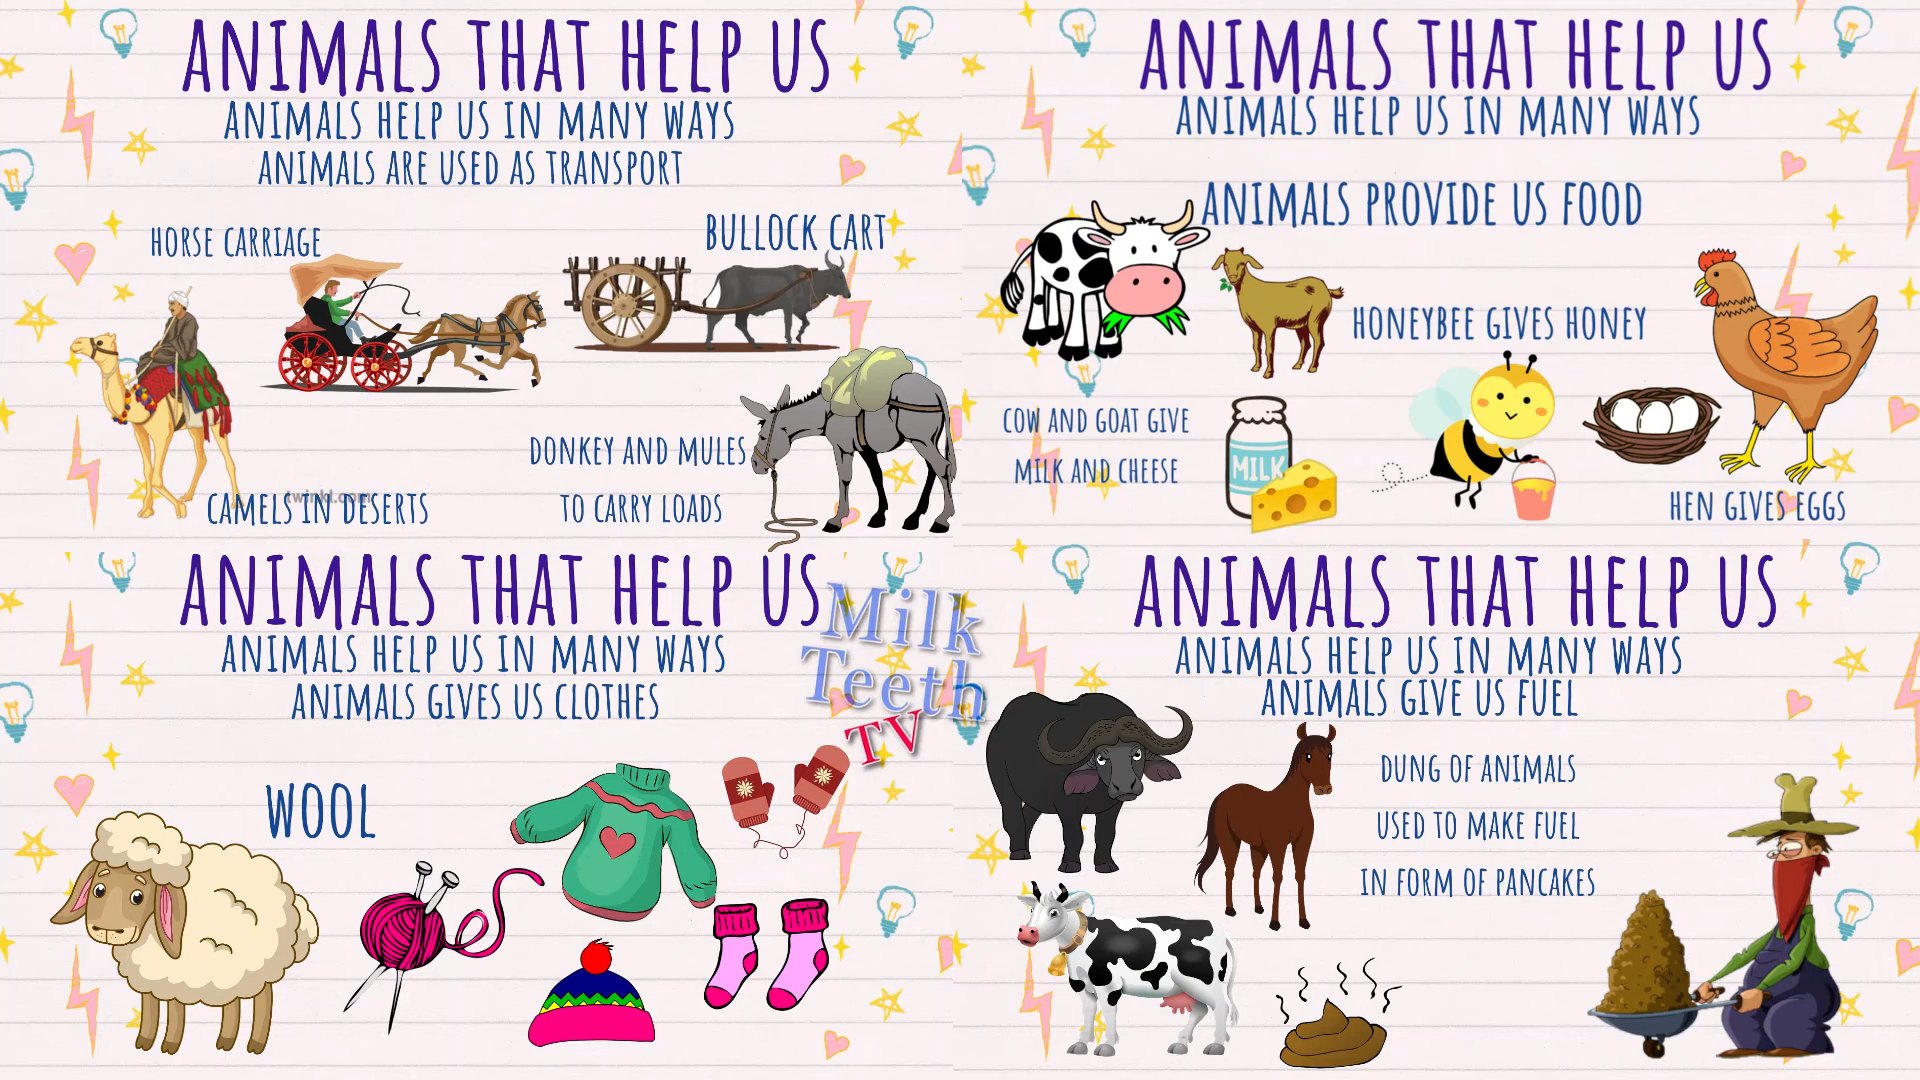 ANIMALS THAT HELP US
ANIMALS HELP US IN MANY WAYS
ANIMALS ARE USED AS TRANSPORT
HORSE CARRIAGE
BULLOCK CART
DONKEY AND MULES
TO CARRY LOADS
twinkl.com
CAMELS IN DESERTS
ANIMALS THAT HELP US
ANIMALS HELP US IN MANY WAYS
ANIMALS PROVIDE US FOOD
HONEYBEE GIVES HONEY
COW AND GOAT GIVE
MILK AND CHEESE
MILK
HEN GIVES EGGS
ANIMALS THAT HELP US
ANIMALS HELP US IN MANY WAYS
ANIMALS GIVES US CLOTHES
WOOL
Milk
Teeth
TV
ANIMALS THAT HELP US
ANIMALS HELP US IN MANY WAYS
ANIMALS GIVE US FUEL
DUNG OF ANIMALS
USED TO MAKE FUEL
IN FORM OF PANCAKES